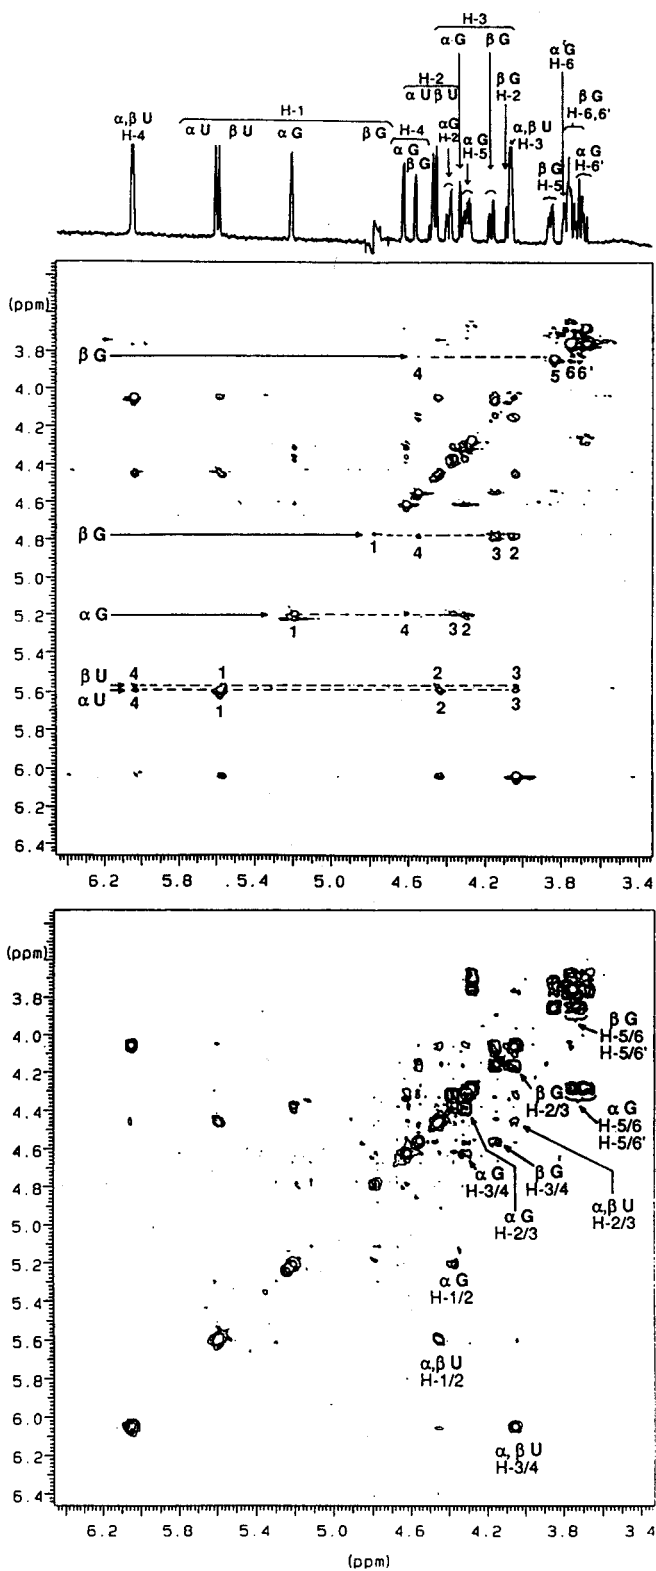 H-3
α G β G
α G
H-6
H-2
α U β U
β G
H-2
β G
H-6,6'
α,β U
H-4
H-1
α U β U α G β G
H-4
α G
β G
α G
H-2
α G
H-5
α,β U
H-3
β G
H-5
α G
H-6'
(ppm)
3.8
4.0
4.2
4.4
4.6
4.8
5.0
5.2
5.4
5.6
5.8
6.0
6.2
6.4
β G
4 5 6 6'
β G
1 4 3 2
α G
1 4 3 2
β U 4 1 2 3
α U 4 1 2 3
6.2 5.8 .5.4 5.0 4.6 4.2 3.8 3.4
(ppm)
3.8
4.0
4.2
4.4
4.6
4.8
5.0
5.2
5.4
5.6
5.8
6.0
6.2
6.4
β G
H-5/6
H-5/6'
β G
H-2/3
α G
H-5/6
H-5/6'
α G
H-3/4
β G
H-3/4
α G
H-2/3
α,β U
H-2/3
α G
H-1/2
α,β U
H-1/2
α, β U
H-3/4
6.2 5.8 5.4 5.0 4.6 4.2 3.8 3 4
(ppm)